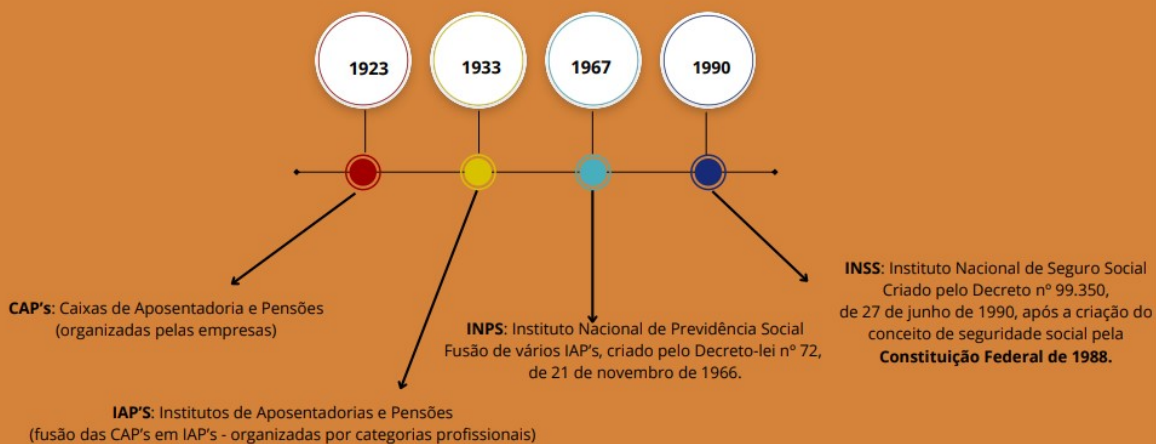 1923
1933
1967
1990
CAP's: Caixas de Aposentadoria e Pensões
(organizadas pelas empresas)
IAP'S: Institutos de Aposentadorias e Pensões
(fusão das CAP's em IAP's - organizadas por categorias profissionais)
INPS: Instituto Nacional de Previdência Social
Fusão de vários IAP's, criado pelo Decreto-lei nº 72,
de 21 de novembro de 1966.
INSS: Instituto Nacional de Seguro Social
Criado pelo Decreto nº 99.350,
de 27 de junho de 1990, após a criação do
conceito de seguridade social pela
Constituição Federal de 1988.